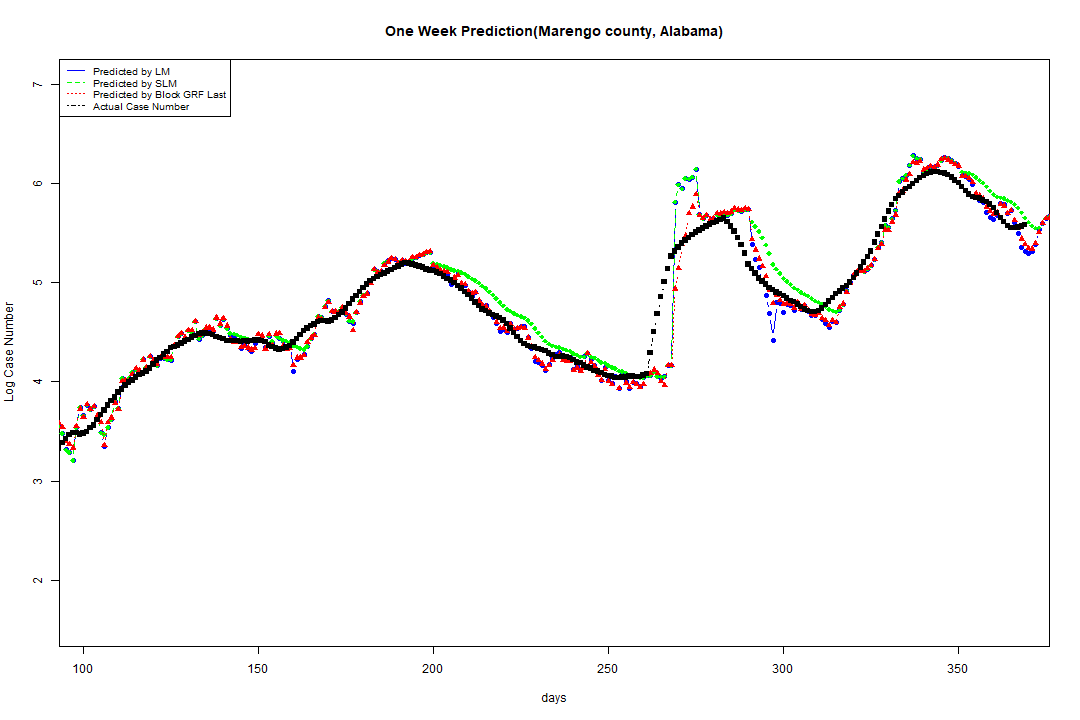 One Week Prediction(Marengo county, Alabama)
Predicted by LM
Predicted by SLM
Predicted by Block GRF Last
Actual Case Number
7
6
5
4
3
2
Log Case Number
100 150 200 250 300 350
days